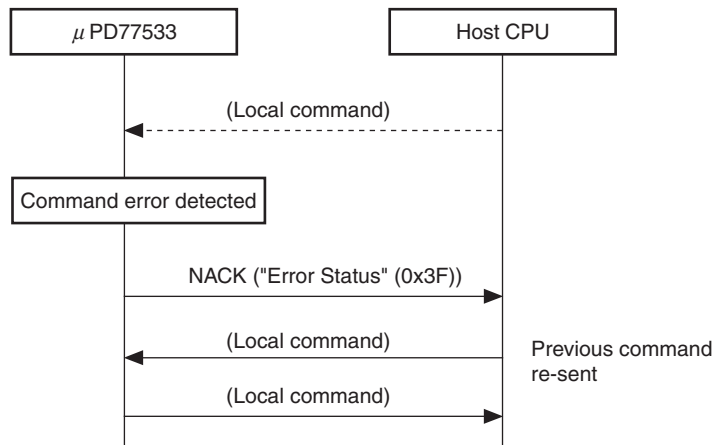 μ PD77533
Host CPU
(Local command)
Command error detected
NACK ("Error Status" (0x3F))
(Local command)
Previous command
re-sent
(Local command)